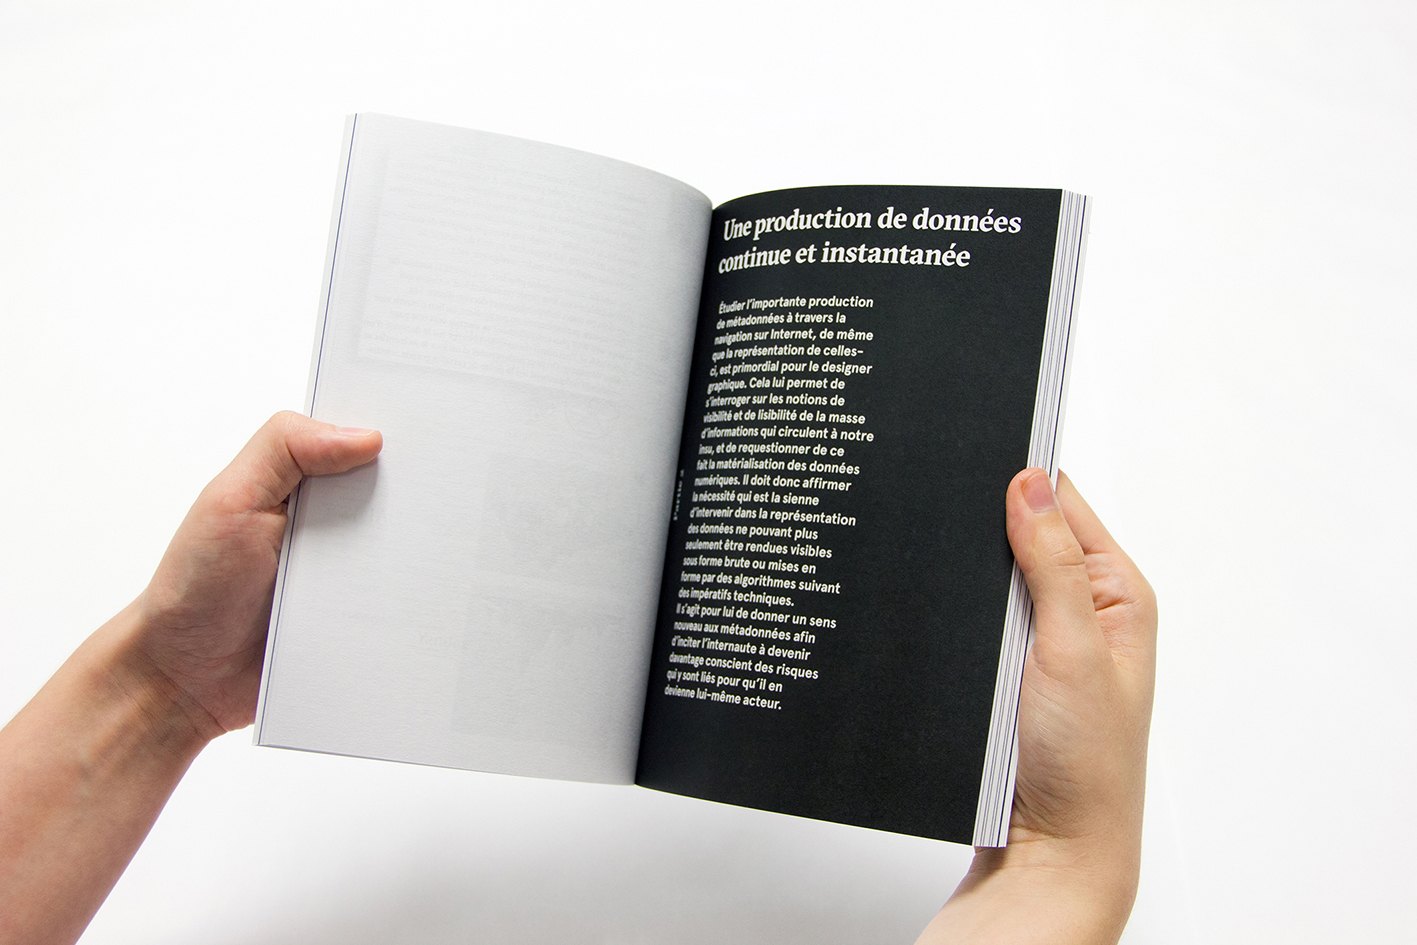 Une production de données
continue et instantanée
Étudier l'importante production
de métadonnées à travers la
navigation sur Internet, de même
que la représentation de celles-
ci, est primordial pour le designer
graphique. Cela lui permet de
s'interroger sur les notions de
visibilité et de lisibilité de la masse
d'informations qui circulent à notre
insu, et de requestionner de ce
fait la matérialisation des données
numériques. Il doit donc affirmer
la nécessité qui est la sienne
d'intervenir dans la représentation
des données ne pouvant plus
seulement être rendues visibles
sous forme brute ou mises en
forme par des algorithmes suivant
des impératifs techniques.
Il s'agit pour lui de donner un sens
nouveau aux métadonnées afin
d'inciter l'internaute à devenir
davantage conscient des risques
qui y sont liés pour qu'il en
devienne lui-même acteur.
Partie